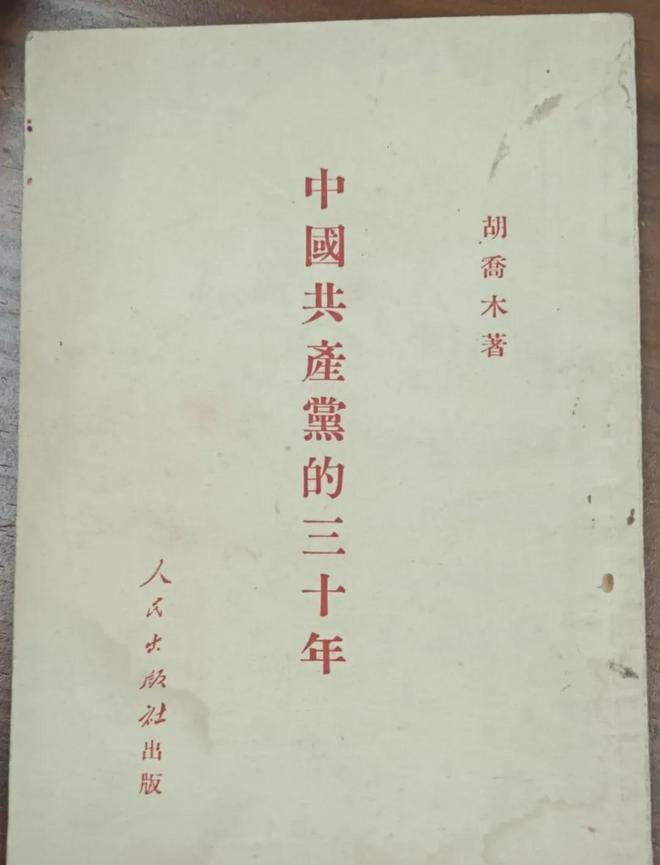 胡喬木著
中國共產黨的三十年
人民出版社出版